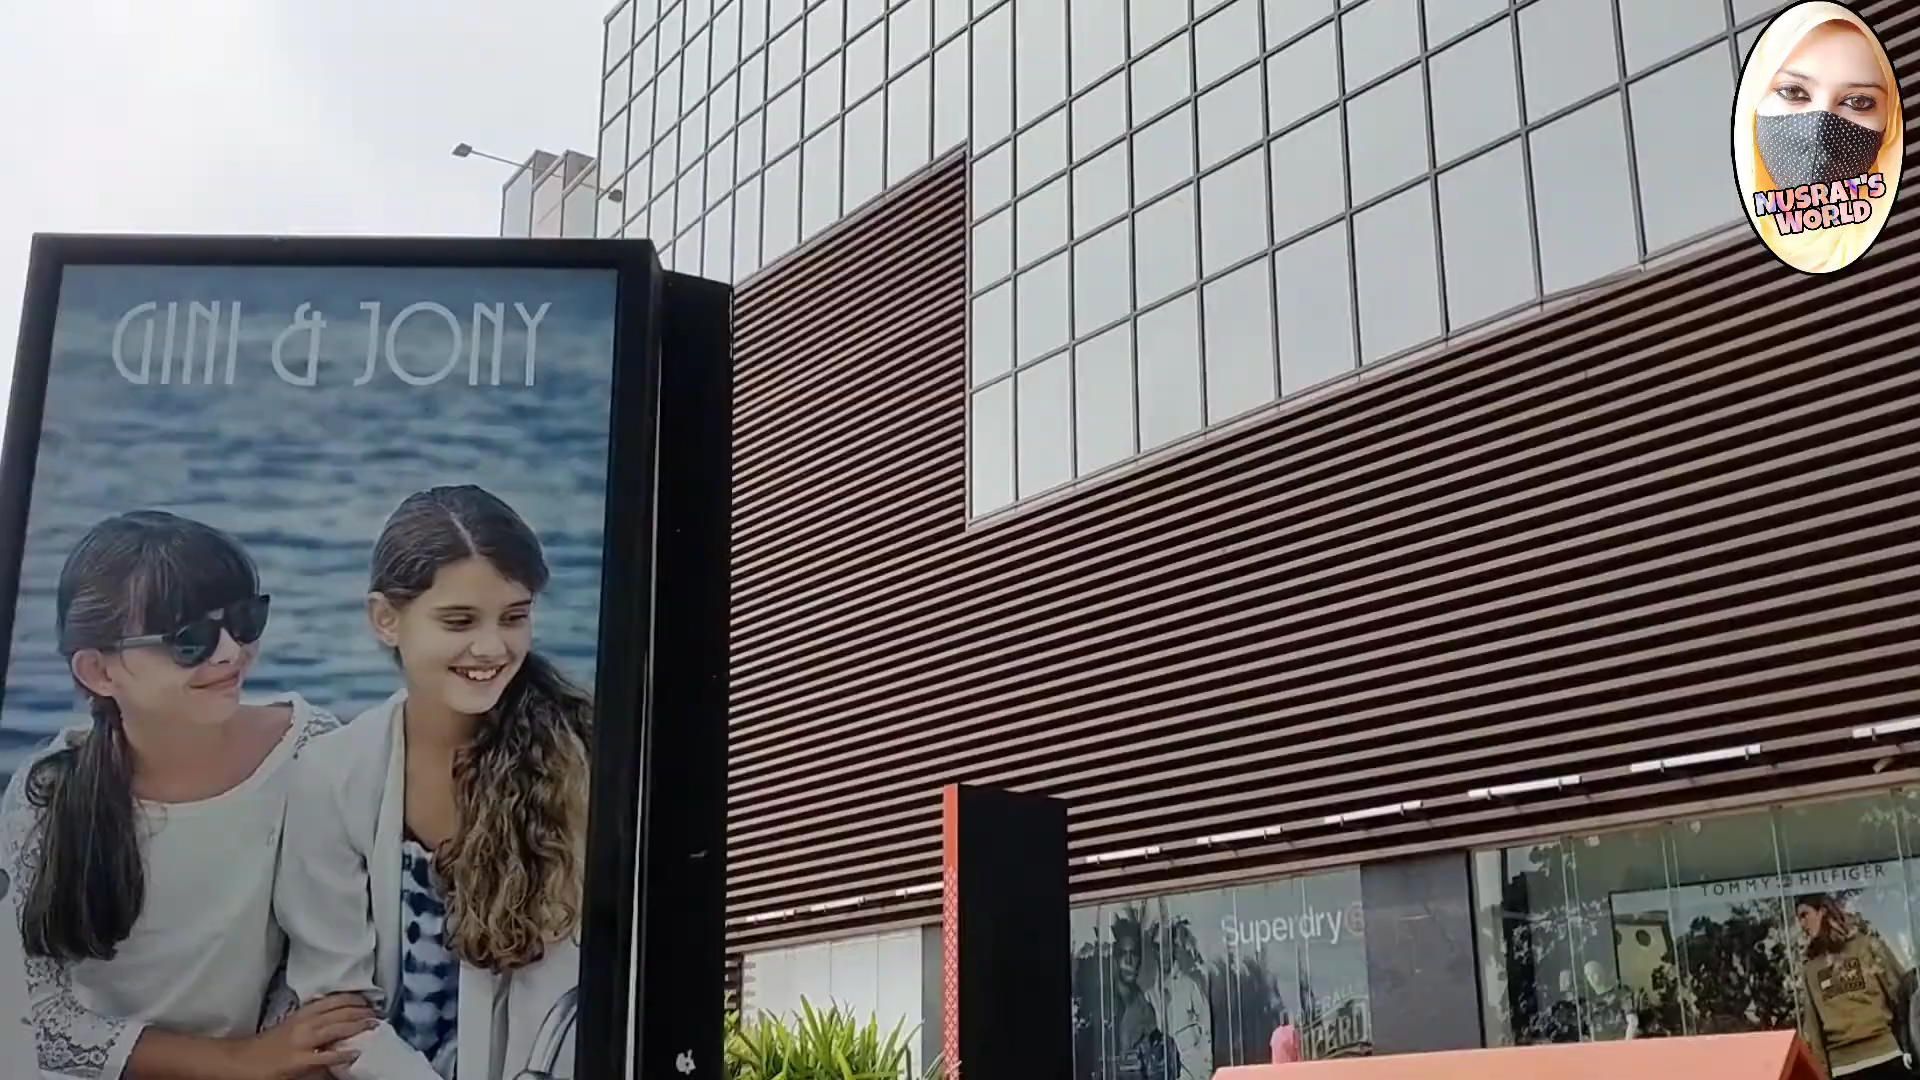 GINI & JONY
NUSRAT'S
WORLD
Superdry
TOMMY HILFIGER